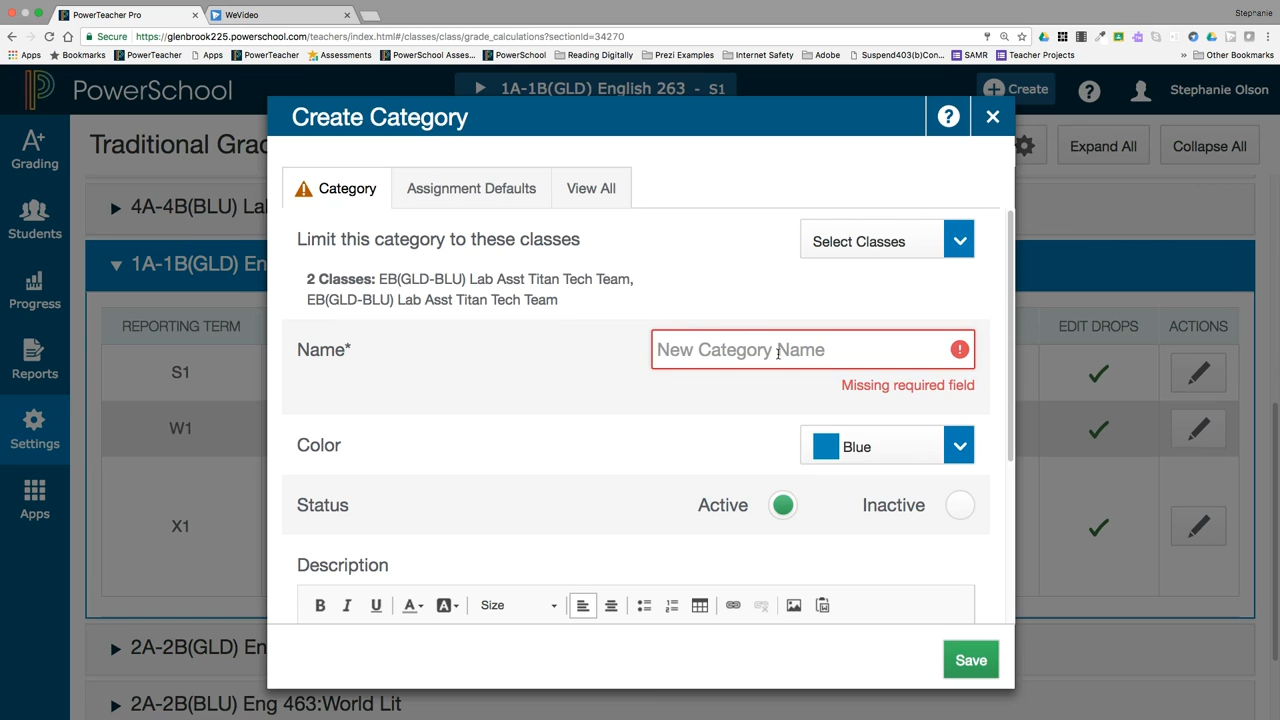 PowerTeacher Pro
WeVideo
Stephanie
Secure
https://glenbrook225.powerschool.com/teachers/index.html#/classes/class/grade_calculations?sectionId=34270
Apps
Bookmarks
PowerTeacher
Apps
PowerTeacher
Assessments
PowerSchool Asses...
PowerSchool
Reading Digitally
Prezi Examples
Internet Safety
Adobe
Suspend403(b)Con...
SAMR
Teacher Projects
»
Other Bookmarks
PowerSchool
1A-1B(GLD) English 263 - S1
Create
?
Stephanie Olson
A+
Grading
Students
Progress
Reports
Settings
Apps
Traditional Gra
Expand All
Collapse All
4A-4B(BLU) La
1A-1B(GLD) En
REPORTING TERM
EDIT DROPS
ACTIONS
S1
W1
X1
2A-2B(GLD) En
2A-2B(BLU) Eng 463:World Lit
Create Category
?
Category
Assignment Defaults
View All
Limit this category to these classes
Select Classes
2 Classes: EB(GLD-BLU) Lab Asst Titan Tech Team,
EB(GLD-BLU) Lab Asst Titan Tech Team
Name*
New Category Name
Missing required field
Color
Blue
Status
Active
Inactive
Description
B I U A A Size
Save